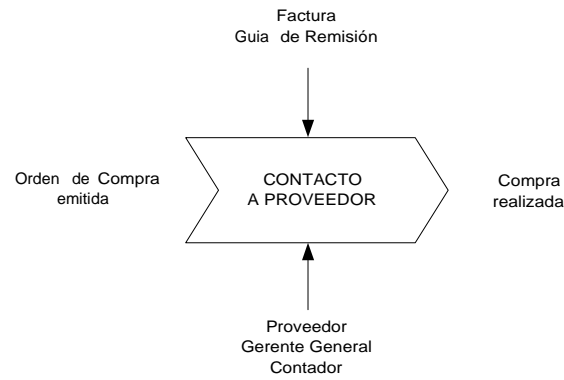 Factura
Guia de Remisión
Orden de Compra
emitida
CONTACTO
A PROVEEDOR
Compra
realizada
Proveedor
Gerente General
Contador